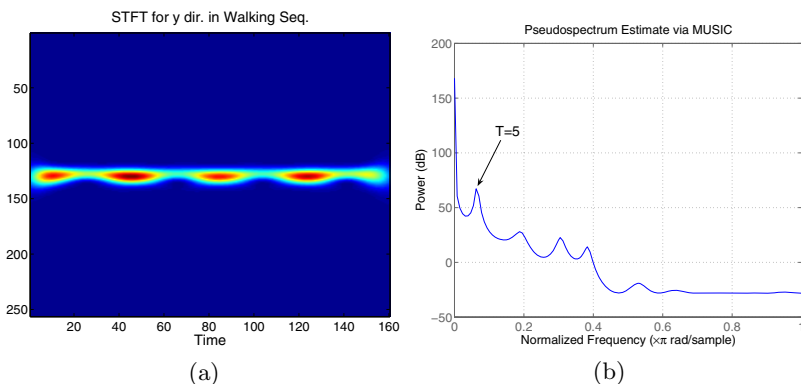 STFT for y dir. in Walking Seq.
50
100
150
200
250
20 40 60 80 100 120 140 160
Time
(a)
Pseudospectrum Estimate via MUSIC
200
150
100
50
0
−50
Power (dB)
T=5
0 0.2 0.4 0.6 0.8 1
Normalized Frequency (×π rad/sample)
(b)